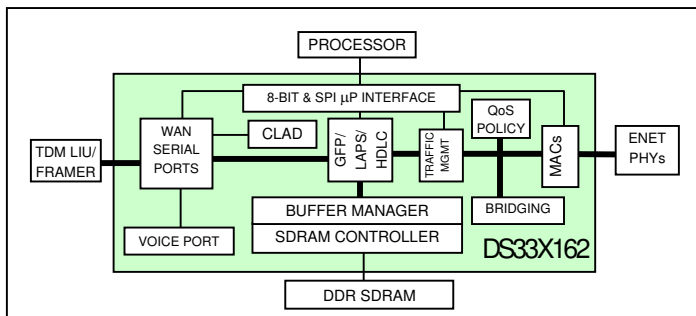 PROCESSOR
8-BIT & SPI µP INTERFACE
WAN
SERIAL
PORTS
CLAD
GFP/
LAPS/
HDLC
TRAFFIC
MGMT
QoS
POLICY
MACs
TDM LIU/
FRAMER
ENET
PHYs
BUFFER MANAGER
BRIDGING
VOICE PORT
SDRAM CONTROLLER
DS33X162
DDR SDRAM